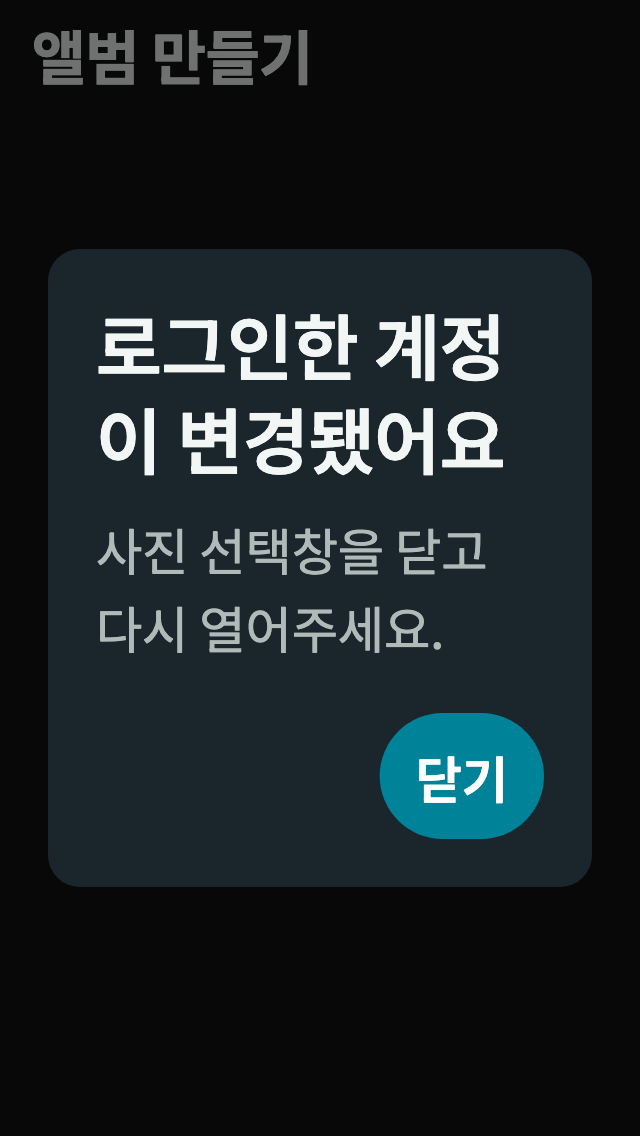 앨범 만들기
로그인한 계정
이 변경됐어요
사진 선택창을 닫고
다시 열어주세요.
닫기